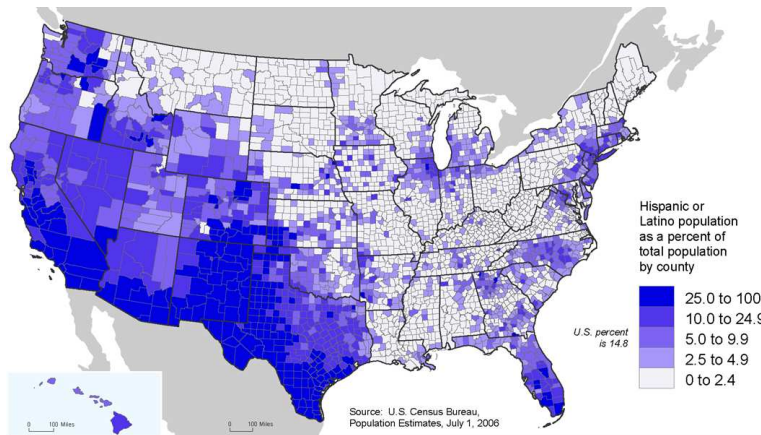 Hispanic or
Latino population
as a percent of
total population
by county
25.0 to 100
10.0 to 24.9
5.0 to 9.9
2.5 to 4.9
0 to 2.4
U.S. percent
is 14.8
Source: U.S. Census Bureau,
Population Estimates, July 1, 2006
0 100 Miles
0 100 Miles